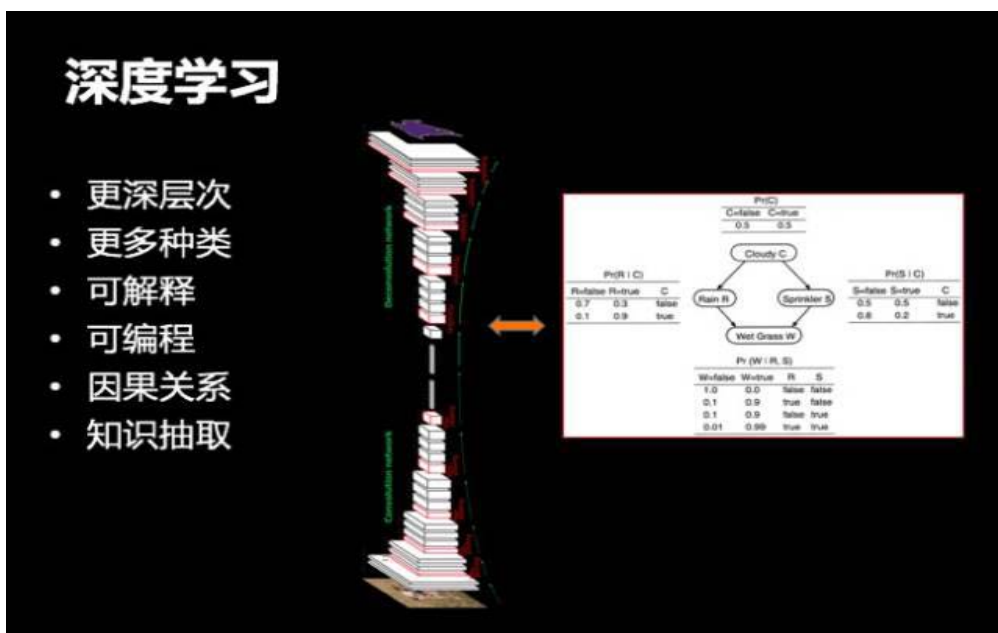 深度学习
• 更深层次
• 更多种类
• 可解释
• 可编程
• 因果关系
• 知识抽取
Deconvolution network
Convolution network
Pr(C)
C=false C=true
0.5 0.5
Cloudy C
Pr(R | C)
R=false R=true C
0.7 0.3 false
0.1 0.9 true
Rain R
Sprinkler S
Pr(S | C)
S=false S=true C
0.5 0.5 false
0.8 0.2 true
Wet Grass W
Pr (W | R, S)
W=false W=true R S
1.0 0.0 false false
0.1 0.9 true false
0.1 0.9 false true
0.01 0.99 true true